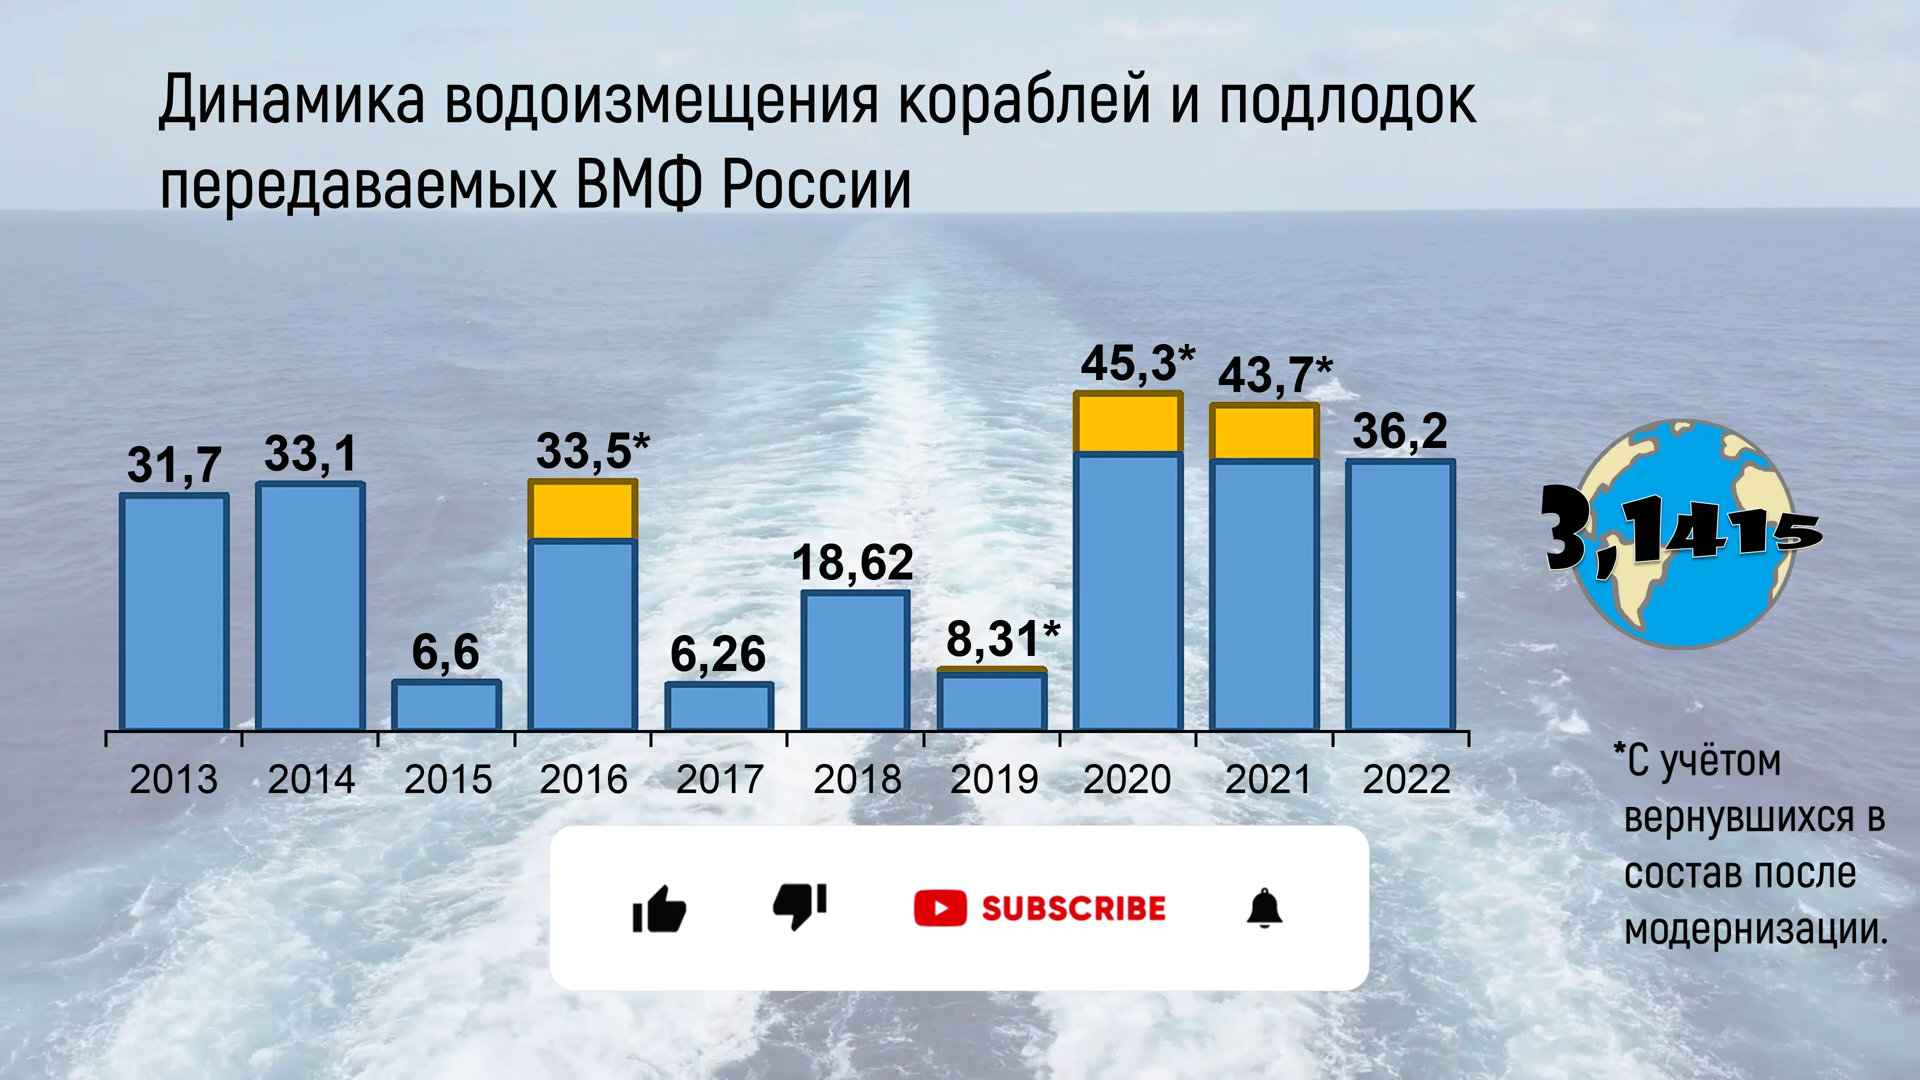 Динамика водоизмещения кораблей и подлодок
передаваемых ВМФ России
31,7
33,1
6,6
33,5*
6,26
18,62
8,31*
45,3*
43,7*
36,2
2013 2014 2015 2016 2017 2018 2019 2020 2021 2022
3,1415
*С учётом
вернувшихся в
состав после
модернизации.
SUBSCRIBE